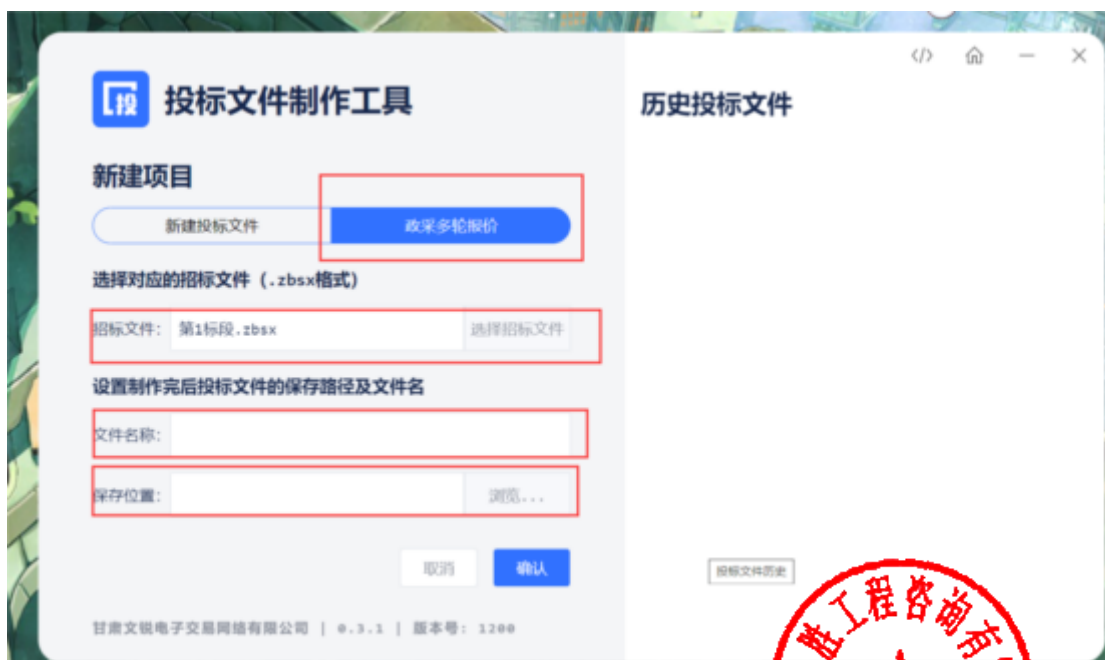 投
投标文件制作工具
新建项目
新建投标文件
政采多轮报价
选择对应的招标文件（.zbsx格式）
招标文件：
第1标段.zbsx
选择招标文件
设置制作完后投标文件的保存路径及文件名
文件名称：
保存位置：
浏览...
取消
确认
甘肃文锐电子交易网络有限公司 | 0.3.1 | 版本号: 1200
</>
历史投标文件
投标文件历史
胜工程咨询有